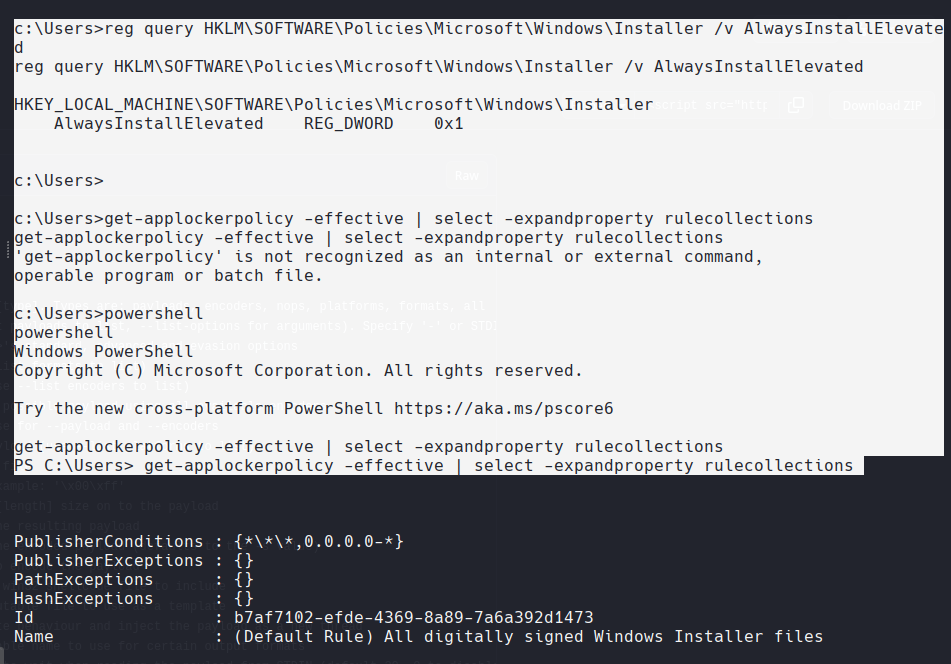 c:\Users>reg query HKLM\SOFTWARE\Policies\Microsoft\Windows\Installer /v AlwaysInstallElevate
d
reg query HKLM\SOFTWARE\Policies\Microsoft\Windows\Installer /v AlwaysInstallElevated
HKEY_LOCAL_MACHINE\SOFTWARE\Policies\Microsoft\Windows\Installer
Download ZIP
    AlwaysInstallElevated    REG_DWORD    0x1
Raw
c:\Users>
c:\Users>get-applockerpolicy -effective | select -expandproperty rulecollections
get-applockerpolicy -effective | select -expandproperty rulecollections
'get-applockerpolicy' is not recognized as an internal or external command,
operable program or batch file.
c:\Users>powershell
powershell
Windows PowerShell
Copyright (C) Microsoft Corporation. All rights reserved.
Try the new cross-platform PowerShell https://aka.ms/pscore6
get-applockerpolicy -effective | select -expandproperty rulecollections
PS C:\Users> get-applockerpolicy -effective | select -expandproperty rulecollections
PublisherConditions : {*\*\*,0.0.0.0-*}
PublisherExceptions : {}
PathExceptions      : {}
HashExceptions      : {}
Id                  : b7af7102-efde-4369-8a89-7a6a392d1473
Name                : (Default Rule) All digitally signed Windows Installer files